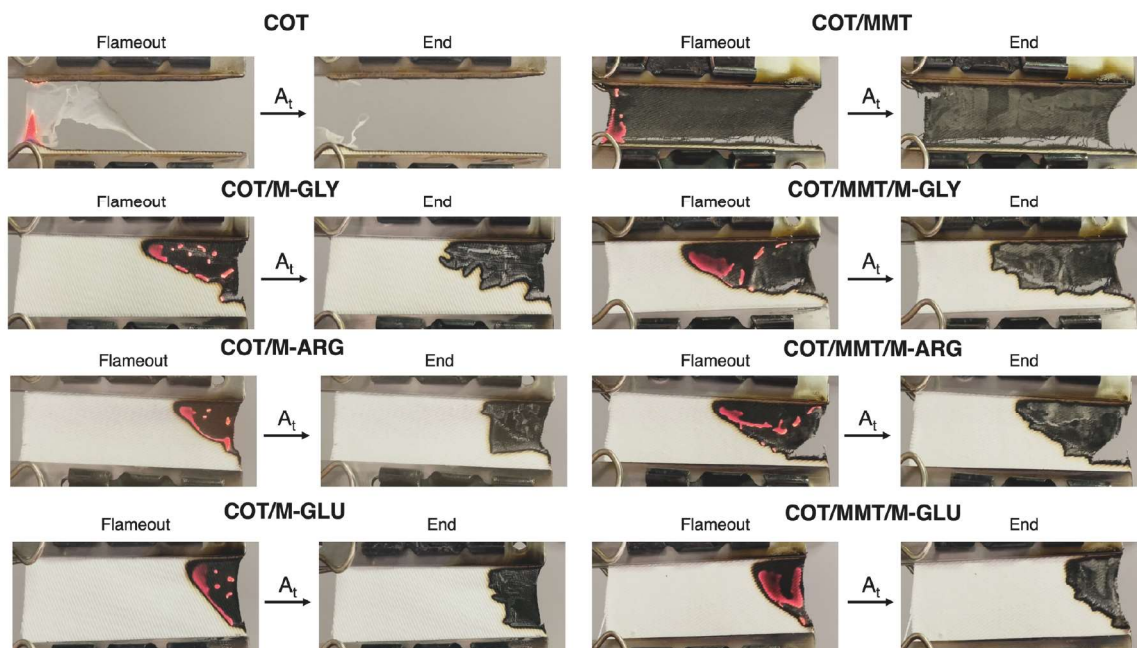 COT
Flameout
End
A_t
COT/MMT
Flameout
End
A_t
COT/M-GLY
Flameout
End
A_t
COT/MMT/M-GLY
Flameout
End
A_t
COT/M-ARG
Flameout
End
A_t
COT/MMT/M-ARG
Flameout
End
A_t
COT/M-GLU
Flameout
End
A_t
COT/MMT/M-GLU
Flameout
End
A_t